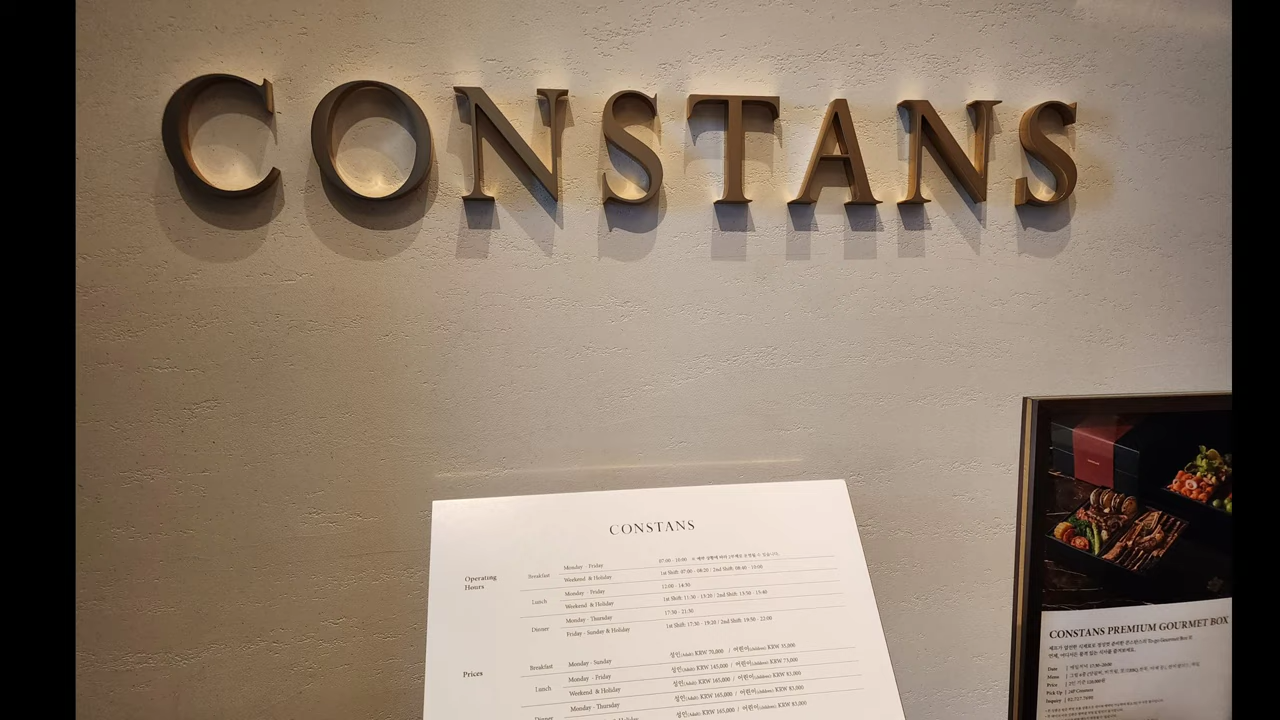 CONSTANS
CONSTANS
Operating Hours
Breakfast Monday - Friday 07:00 - 10:00
Weekend & Holiday 1st Shift: 07:00 - 08:20 / 2nd Shift: 08:40 - 10:00
Lunch Monday - Friday 12:00 - 14:30
Weekend & Holiday 1st Shift: 11:30 - 13:20 / 2nd Shift: 13:50 - 15:40
Dinner Monday - Thursday 17:30 - 21:30
Friday - Sunday & Holiday 1st Shift: 17:30 - 19:20 / 2nd Shift: 19:50 - 22:00
Prices
Breakfast Monday - Sunday 성인(Adult) KRW 70,000 / 어린이(Children) KRW 35,000
Lunch Monday - Friday 성인(Adult) KRW 145,000 / 어린이(Children) KRW 73,000
Weekend & Holiday 성인(Adult) KRW 165,000 / 어린이(Children) KRW 83,000
Dinner Monday - Thursday 성인(Adult) KRW 165,000 / 어린이(Children) KRW 83,000
& Holiday KRW 165,000 / 어린이(Children) KRW 83,000
CONSTANS PREMIUM GOURMET BOX
Date
Menu
Price
Pick Up
Inquiry